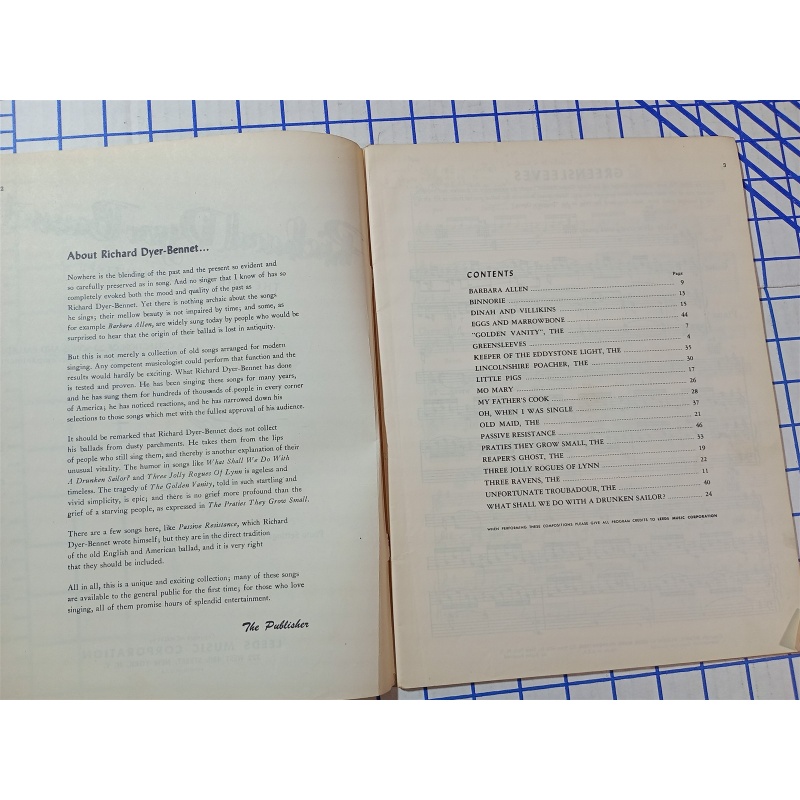 2
About Richard Dyer-Bennet...
Nowhere is the blending of the past and the present so evident and
so carefully preserved as in song. And no singer that I know of has so
completely evoked both the mood and quality of the past as
Richard Dyer-Bennet. Yet there is nothing archaic about the songs
he sings; their mellow beauty is not impaired by time; and some, as
for example Barbara Allen, are widely sung today by people who would be
surprised to hear that the origin of their ballad is lost in antiquity.
But this is not merely a collection of old songs arranged for modern
singing. Any competent musicologist could perform that function and the
results would hardly be exciting. What Richard Dyer-Bennet has done
is tested and proven. He has been singing these songs for many years,
and he has sung them for hundreds of thousands of people in every corner
of America; he has noticed reactions, and he has narrowed down his
selections to those songs which met with the fullest approval of his audience.
It should be remarked that Richard Dyer-Bennet does not collect
his ballads from dusty parchments. He takes them from the lips
of people who still sing them, and thereby is another explanation of their
unusual vitality. The humor in songs like What Shall We Do With
A Drunken Sailor? and Three Jolly Rogues Of Lynn is ageless and
timeless. The tragedy of The Golden Vanity, told in such startling and
vivid simplicity, is epic; and there is no grief more profound than the
grief of a starving people, as expressed in The Praties They Grow Small.
There are a few songs here, like Passive Resistance, which Richard
Dyer-Bennet wrote himself; but they are in the direct tradition
of the old English and American ballad, and it is very right
that they should be included.
All in all, this is a unique and exciting collection; many of these songs
are available to the general public for the first time; for those who love
singing, all of them promise hours of splendid entertainment.
The Publisher
3
CONTENTS
Page
BARBARA ALLEN 9
BINNORIE 13
DINAH AND VILLIKINS 15
EGGS AND MARROWBONE 44
"GOLDEN VANITY", THE 7
GREENSLEEVES 4
KEEPER OF THE EDDYSTONE LIGHT, THE 35
LINCOLNSHIRE POACHER, THE 30
LITTLE PIGS 17
MO MARY 26
MY FATHER'S COOK 28
OH, WHEN I WAS SINGLE 37
OLD MAID, THE 21
PASSIVE RESISTANCE 46
PRATIES THEY GROW SMALL, THE 33
REAPER'S GHOST, THE 19
THREE JOLLY ROGUES OF LYNN 22
THREE RAVENS, THE 11
UNFORTUNATE TROUBADOUR, THE 40
WHAT SHALL WE DO WITH A DRUNKEN SAILOR? 24
WHEN PERFORMING THESE COMPOSITIONS PLEASE GIVE ALL PROGRAM CREDITS TO LEEDS MUSIC CORPORATION